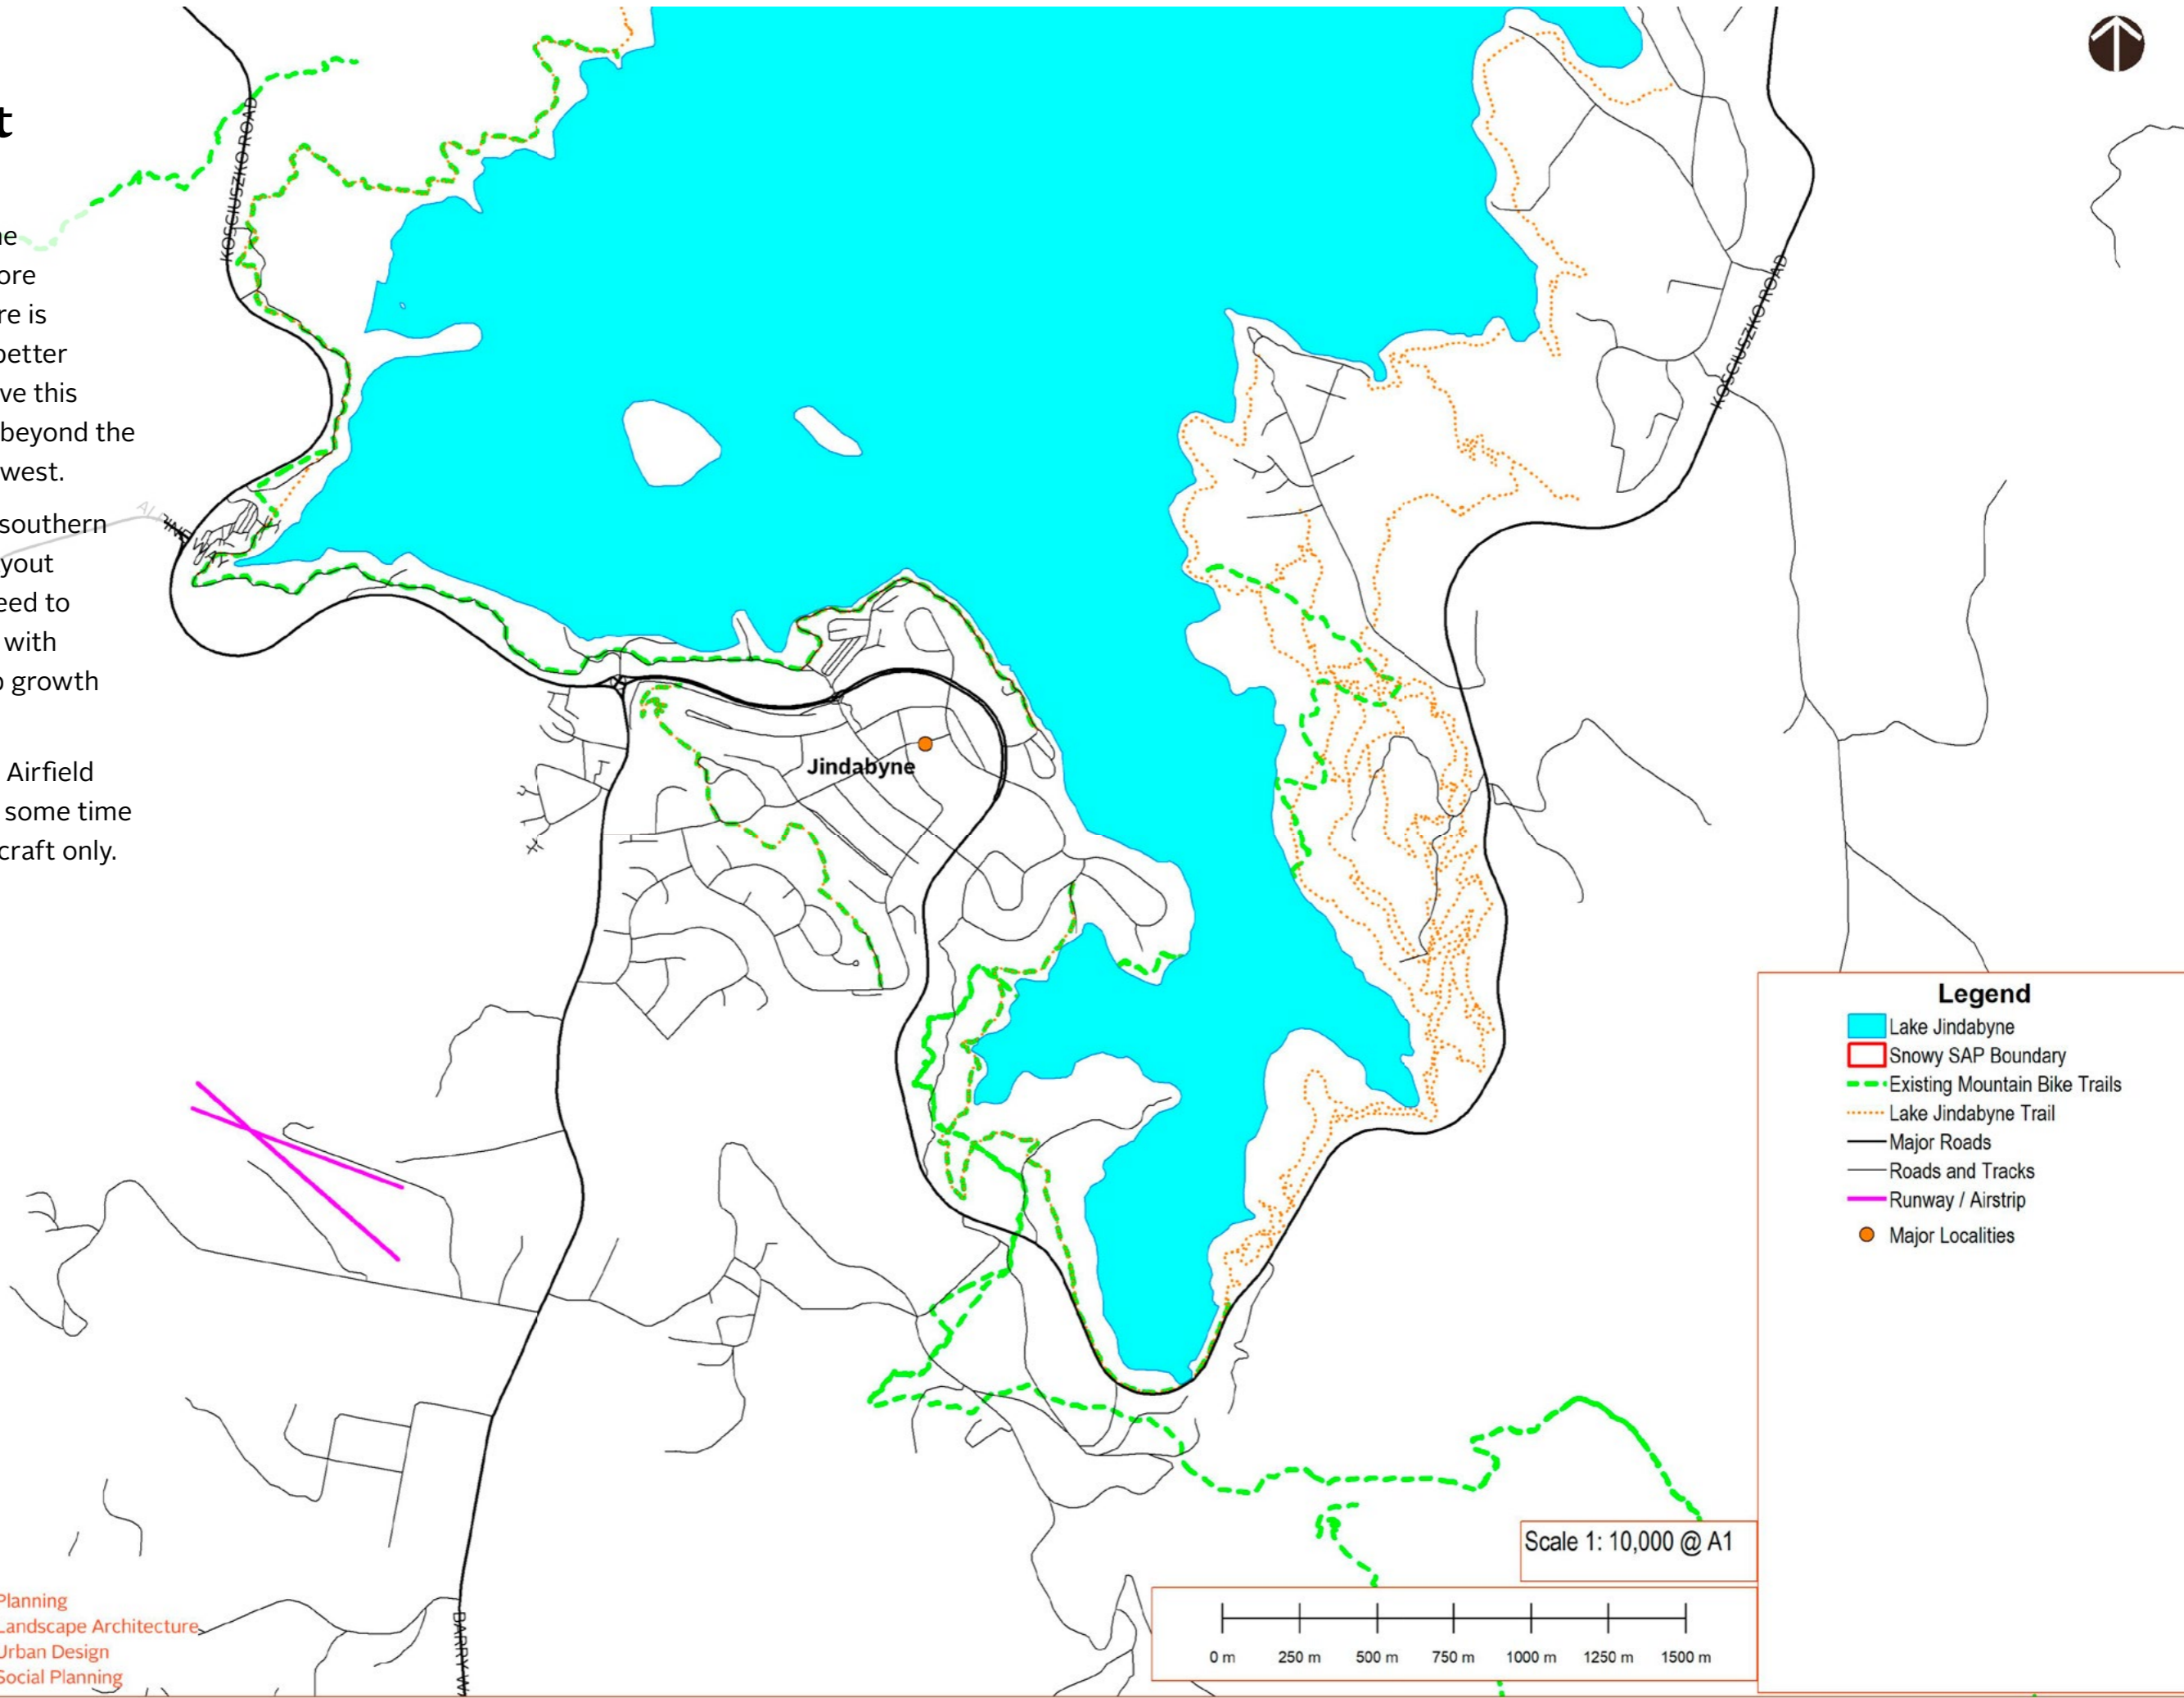 t
ne
ore
re is
better
ve this
beyond the
west.
southern
yout
eed to
with
o growth
Airfield
some time
craft only.
KOSCIUSZKO ROAD
KOSCIUSZKO ROAD
ALPINE WAY
Jindabyne
BARRY W
Legend
Lake Jindabyne
Snowy SAP Boundary
Existing Mountain Bike Trails
Lake Jindabyne Trail
Major Roads
Roads and Tracks
Runway / Airstrip
Major Localities
Scale 1: 10,000 @ A1
0 m 250 m 500 m 750 m 1000 m 1250 m 1500 m
Planning
Landscape Architecture
Urban Design
Social Planning